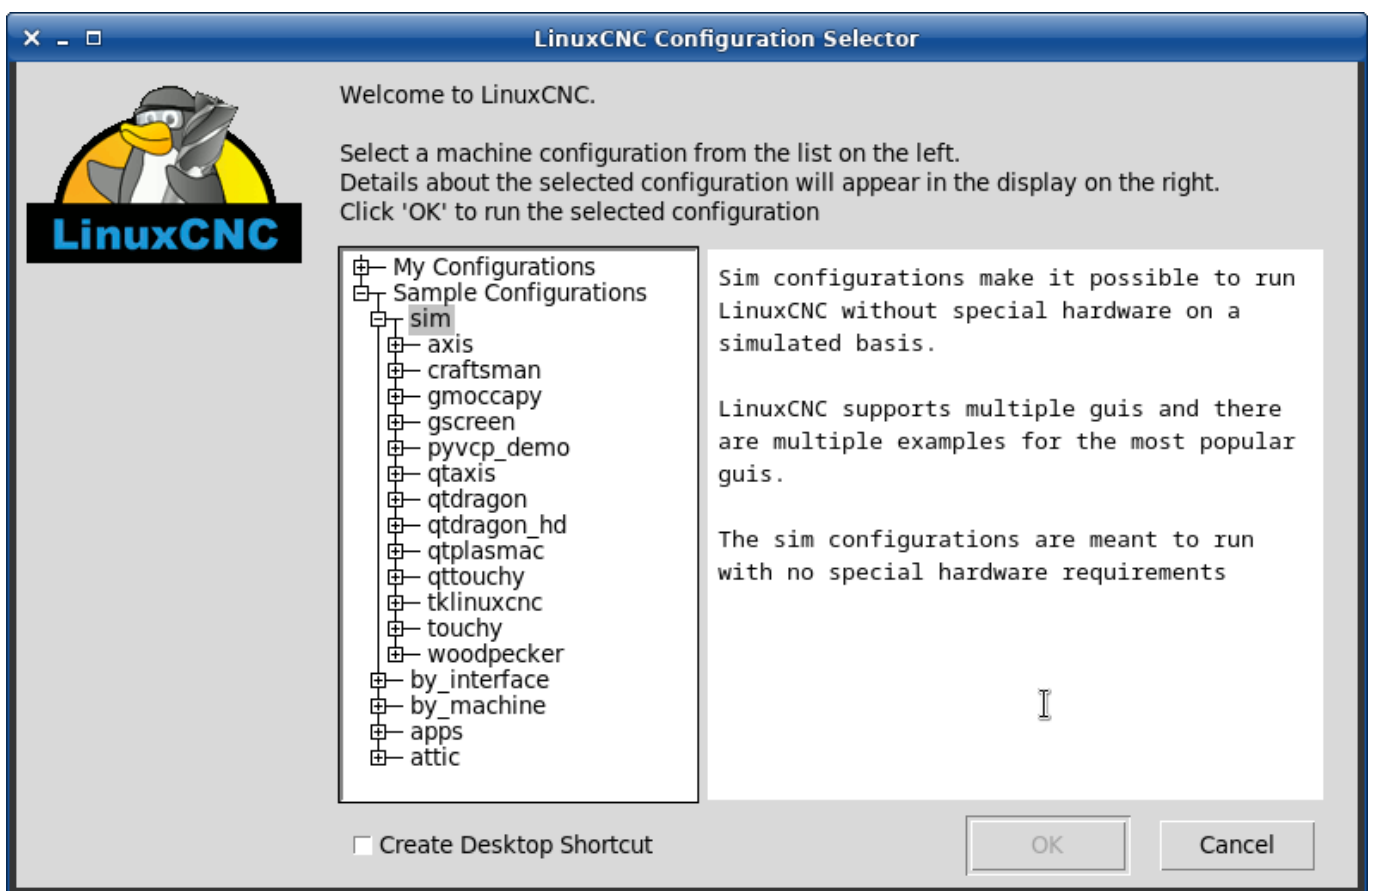 LinuxCNC Configuration Selector
LinuxCNC
Welcome to LinuxCNC.
Select a machine configuration from the list on the left.
Details about the selected configuration will appear in the display on the right.
Click 'OK' to run the selected configuration
My Configurations
Sample Configurations
sim
axis
craftsman
gmoccapy
gscreen
pyvcp_demo
qtaxis
qtdragon
qtdragon_hd
qtplasmac
qttouchy
tklinuxcnc
touchy
woodpecker
by_interface
by_machine
apps
attic
Sim configurations make it possible to run
LinuxCNC without special hardware on a
simulated basis.
LinuxCNC supports multiple guis and there
are multiple examples for the most popular
guis.
The sim configurations are meant to run
with no special hardware requirements
Create Desktop Shortcut
OK
Cancel